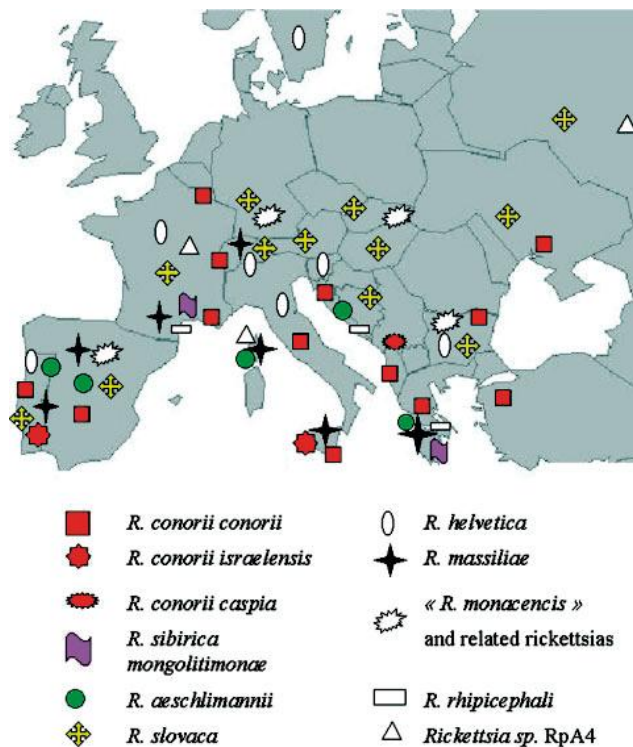 R. conorii conorii
R. conorii israelensis
R. conorii caspia
R. sibirica
mongolitimonae
R. aeschlimannii
R. slovaca
R. helvetica
R. massiliae
« R. monacencis »
and related rickettsias
R. rhipicephali
Rickettsia sp. RpA4